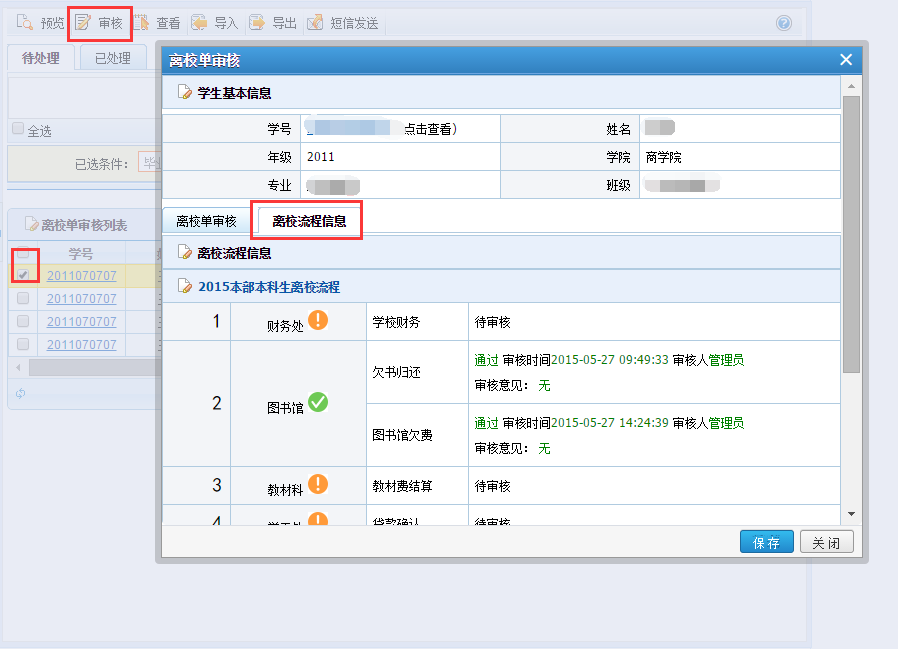 预览 审核 查看 导入 导出 短信发送
待处理 已处理
全选
已选条件：
离校单审核列表
学号
2011070707
2011070707
2011070707
2011070707
离校单审核
学生基本信息
学号 点击查看） 姓名
年级 2011 学院 商学院
专业 班级
离校单审核 离校流程信息
离校流程信息
2015本部本科生离校流程
1 财务处 学校财务 待审核
2 图书馆 欠书归还 通过 审核时间2015-05-27 09:49:33 审核人管理员
审核意见： 无
图书馆欠费 通过 审核时间2015-05-27 14:24:39 审核人管理员
审核意见： 无
3 教材科 教材费结算 待审核
4 贷款确认 待审核
保存 关闭